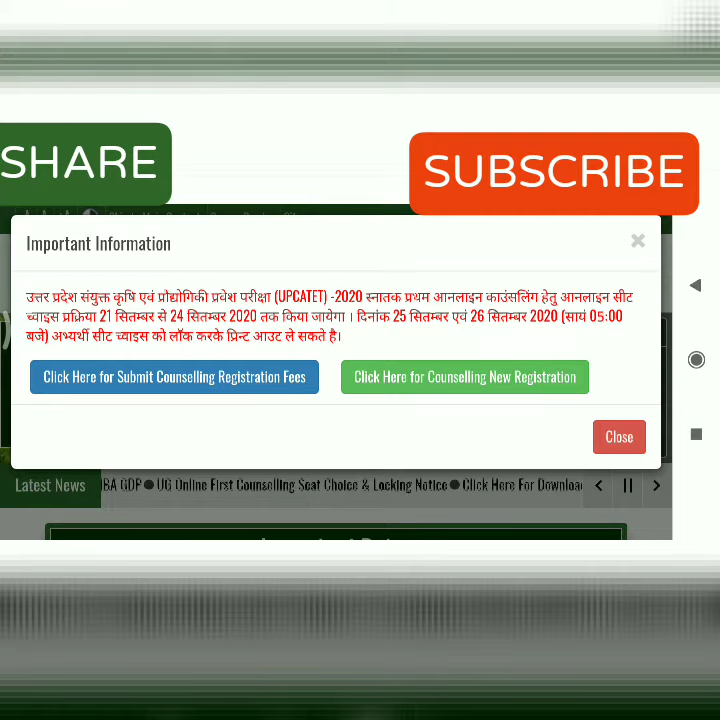 SHARE
SUBSCRIBE
Important Information
उत्तर प्रदेश संयुक्त कृषि एवं प्रौद्योगिकी प्रवेश परीक्षा (UPCATET) -2020 स्नातक प्रथम आनलाइन काउंसलिंग हेतु आनलाइन सीट
च्वाइस प्रक्रिया 21 सितम्बर से 24 सितम्बर 2020 तक किया जायेगा । दिनांक 25 सितम्बर एवं 26 सितम्बर 2020 (सायं 05:00
बजे) अभ्यर्थी सीट च्वाइस को लॉक करके प्रिन्ट आउट ले सकते है।
Click Here for Submit Counselling Registration Fees
Click Here for Counselling New Registration
Close
Latest News
GDP ● UG Online First Counselling Seat Choice & Locking Notice ● Click Here For